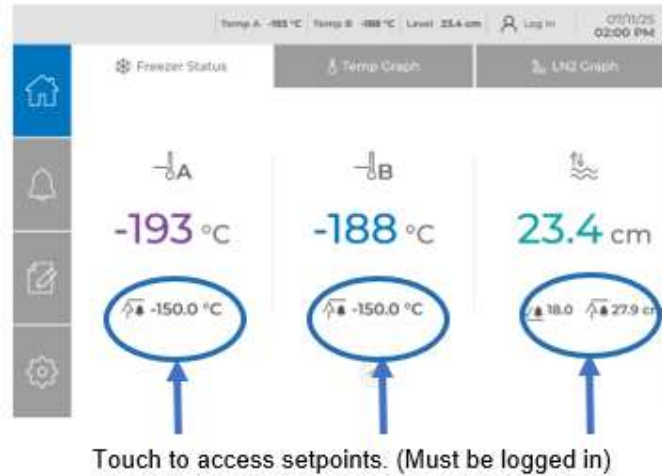 Temp A -193 °C Temp B -188 °C Level 23.4 cm Log In 07/11/25
02:00 PM
Freezer Status Temp Graph LN2 Graph
A B
-193 °C -188 °C 23.4 cm
-150.0 °C -150.0 °C 18.0 27.9 cm
Touch to access setpoints. (Must be logged in)